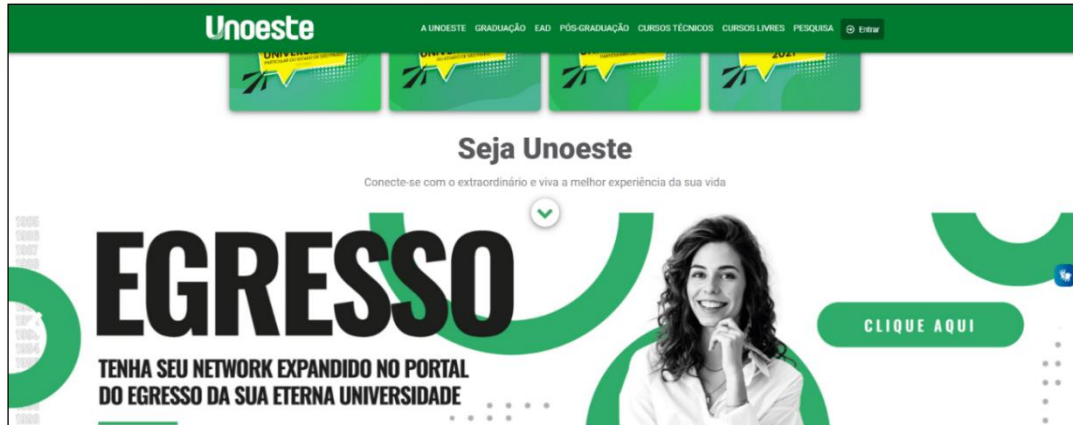 Unoeste
A UNOESTE GRADUAÇÃO EAD PÓS-GRADUAÇÃO CURSOS TÉCNICOS CURSOS LIVRES PESQUISA Entrar
2021
Seja Unoeste
Conecte-se com o extraordinário e viva a melhor experiência da sua vida
EGRESSO
CLIQUE AQUI
TENHA SEU NETWORK EXPANDIDO NO PORTAL
DO EGRESSO DA SUA ETERNA UNIVERSIDADE